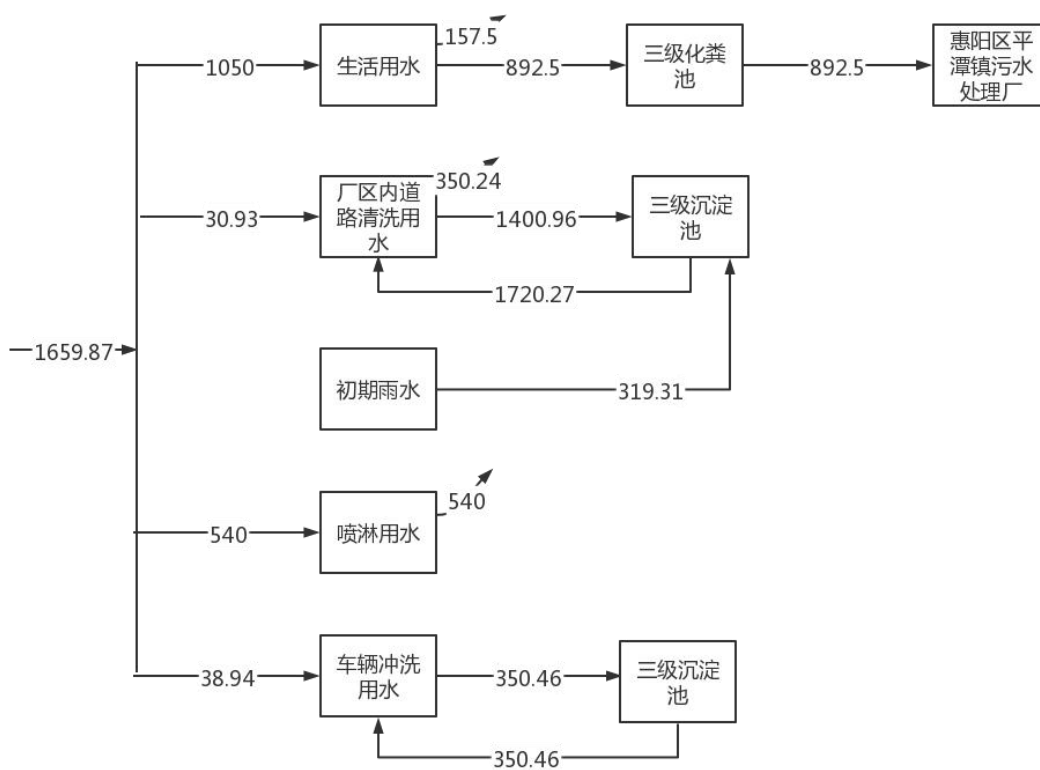 157.5
1050
生活用水
892.5
三级化粪
池
892.5
惠阳区平
潭镇污水
处理厂
350.24
30.93
厂区内道
路清洗用
水
1400.96
三级沉淀
池
1720.27
1659.87
初期雨水
319.31
540
540
喷淋用水
38.94
车辆冲洗
用水
350.46
三级沉淀
池
350.46